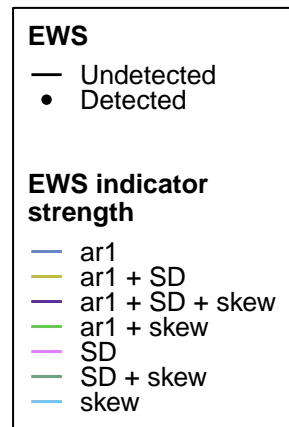 EWS
Undetected
Detected
EWS indicator
strength
ar1
ar1 + SD
ar1 + SD + skew
ar1 + skew
SD
SD + skew
skew